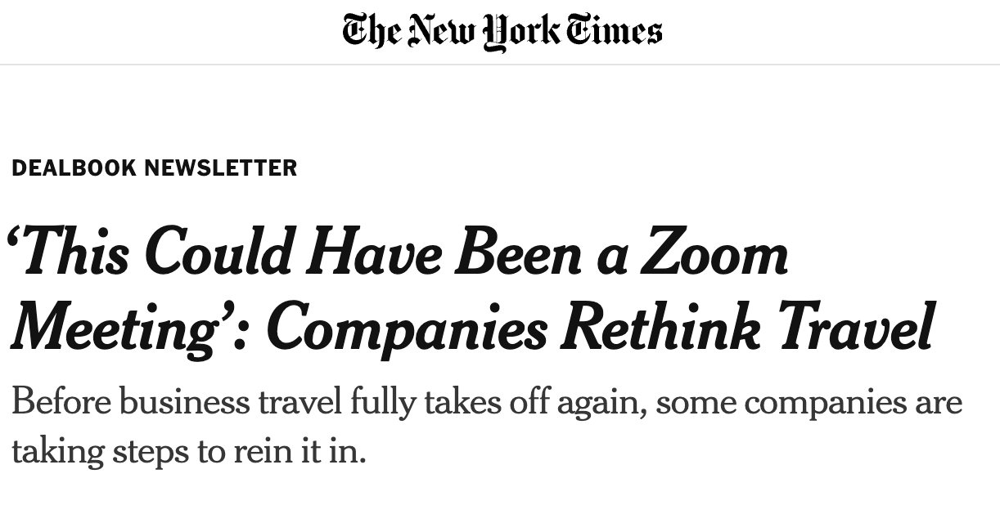 The New York Times
DEALBOOK NEWSLETTER
‘This Could Have Been a Zoom
Meeting’: Companies Rethink Travel
Before business travel fully takes off again, some companies are
taking steps to rein it in.